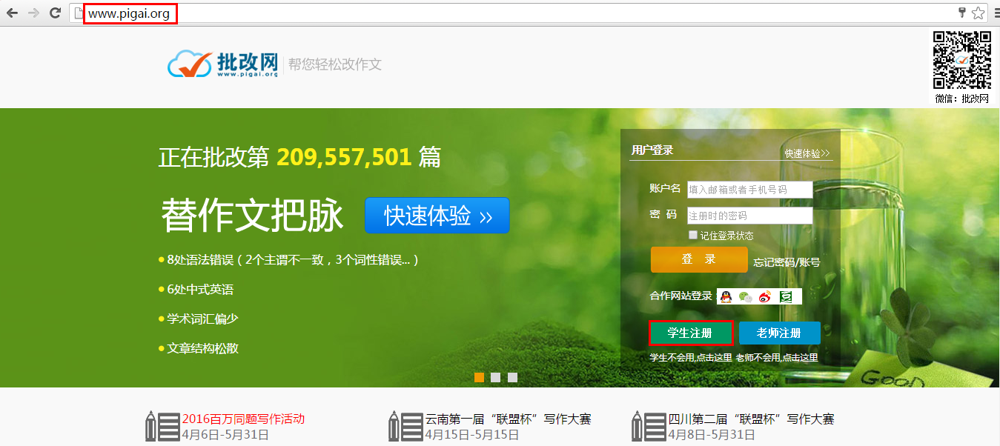 www.pigai.org
批改网
www.pigai.org
帮您轻松改作文
微信：批改网
正在批改第 209,557,501 篇
替作文把脉
快速体验 >>
8处语法错误（2个主谓不一致，3个词性错误...）
6处中式英语
学术词汇偏少
文章结构松散
用户登录
快速体验>>
账户名 填入邮箱或者手机号码
密 码 注册时的密码
记住登录状态
登 录 忘记密码/账号
合作网站登录：
豆
学生注册 老师注册
学生不会用,点击这里 老师不会用,点击这里
GOOD
2016百万同题写作活动
4月6日-5月31日
云南第一届“联盟杯”写作大赛
4月15日-5月15日
四川第二届“联盟杯”写作大赛
4月8日-5月31日